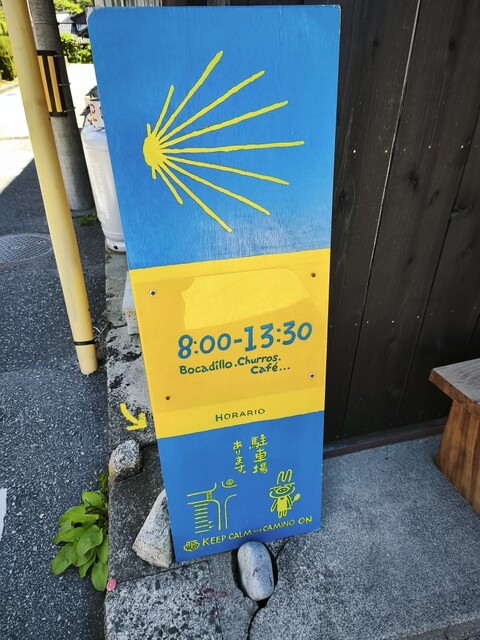 8:00-13:30
Bocadillo.Churros.
Café...
HORARIO
駐車場
あります。
KEEP CALM AND CAMINO ON